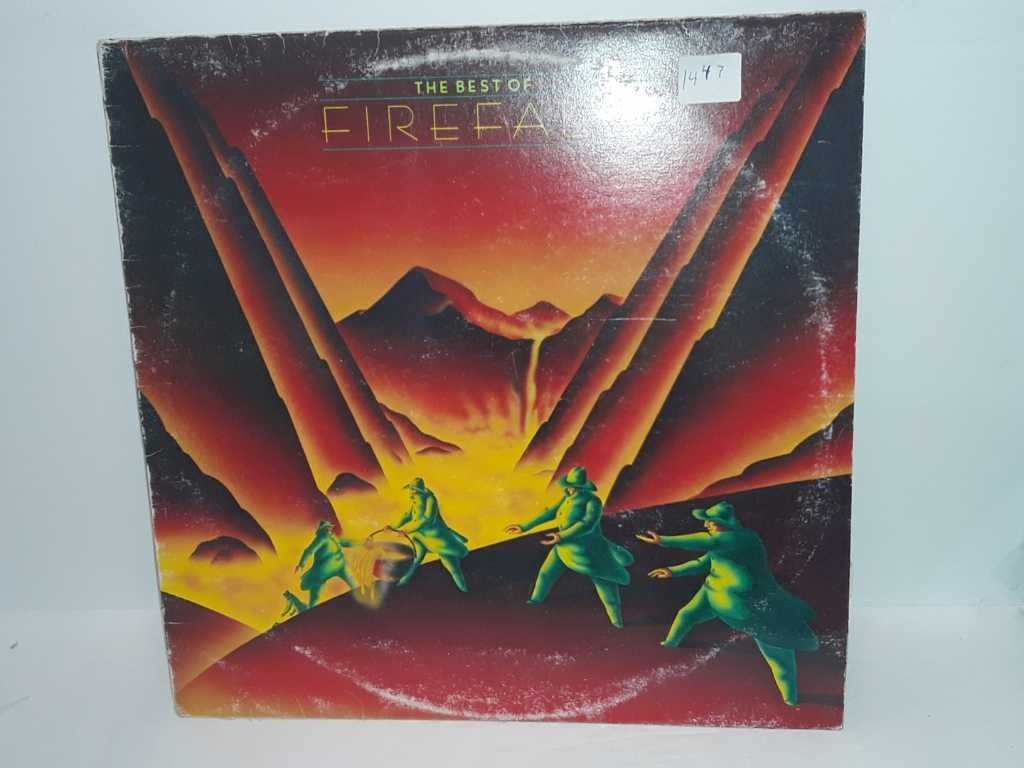 THE BEST OF
FIREFA
1447